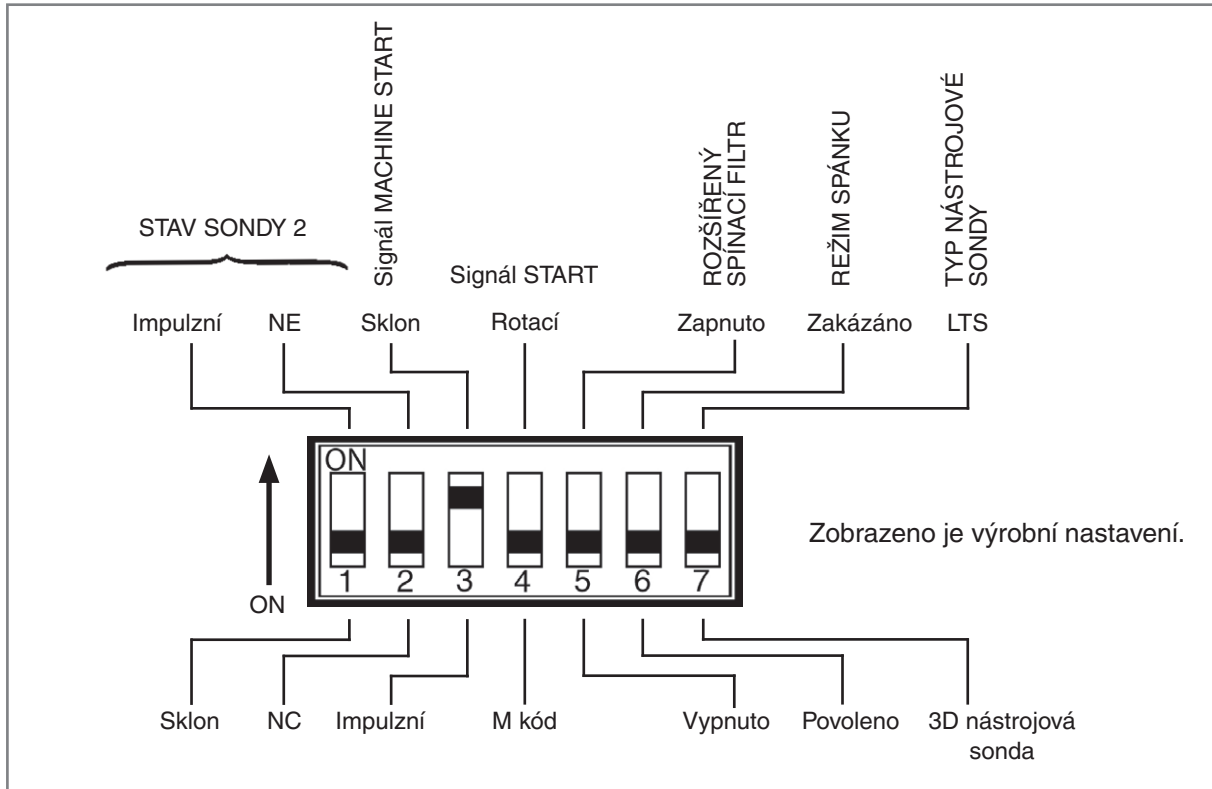 STAV SONDY 2
Signál MACHINE START
Signál START
ROZŠÍŘENÝ
SPÍNACÍ FILTR
REŽIM SPÁNKU
TYP NÁSTROJOVÉ
SONDY
Impulzní NE Sklon Rotací Zapnuto Zakázáno LTS
ON
1 2 3 4 5 6 7
ON
Zobrazeno je výrobní nastavení.
Sklon NC Impulzní M kód Vypnuto Povoleno 3D nástrojová
sonda